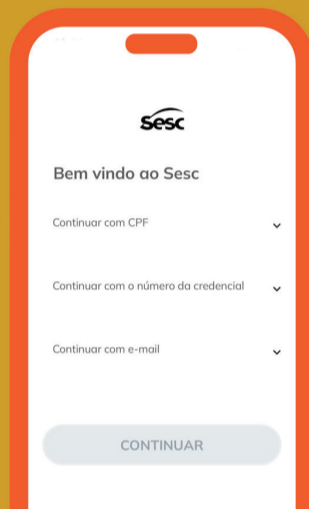 Sesc
Bem vindo ao Sesc
Continuar com CPF
Continuar com o número da credencial
Continuar com e-mail
CONTINUAR